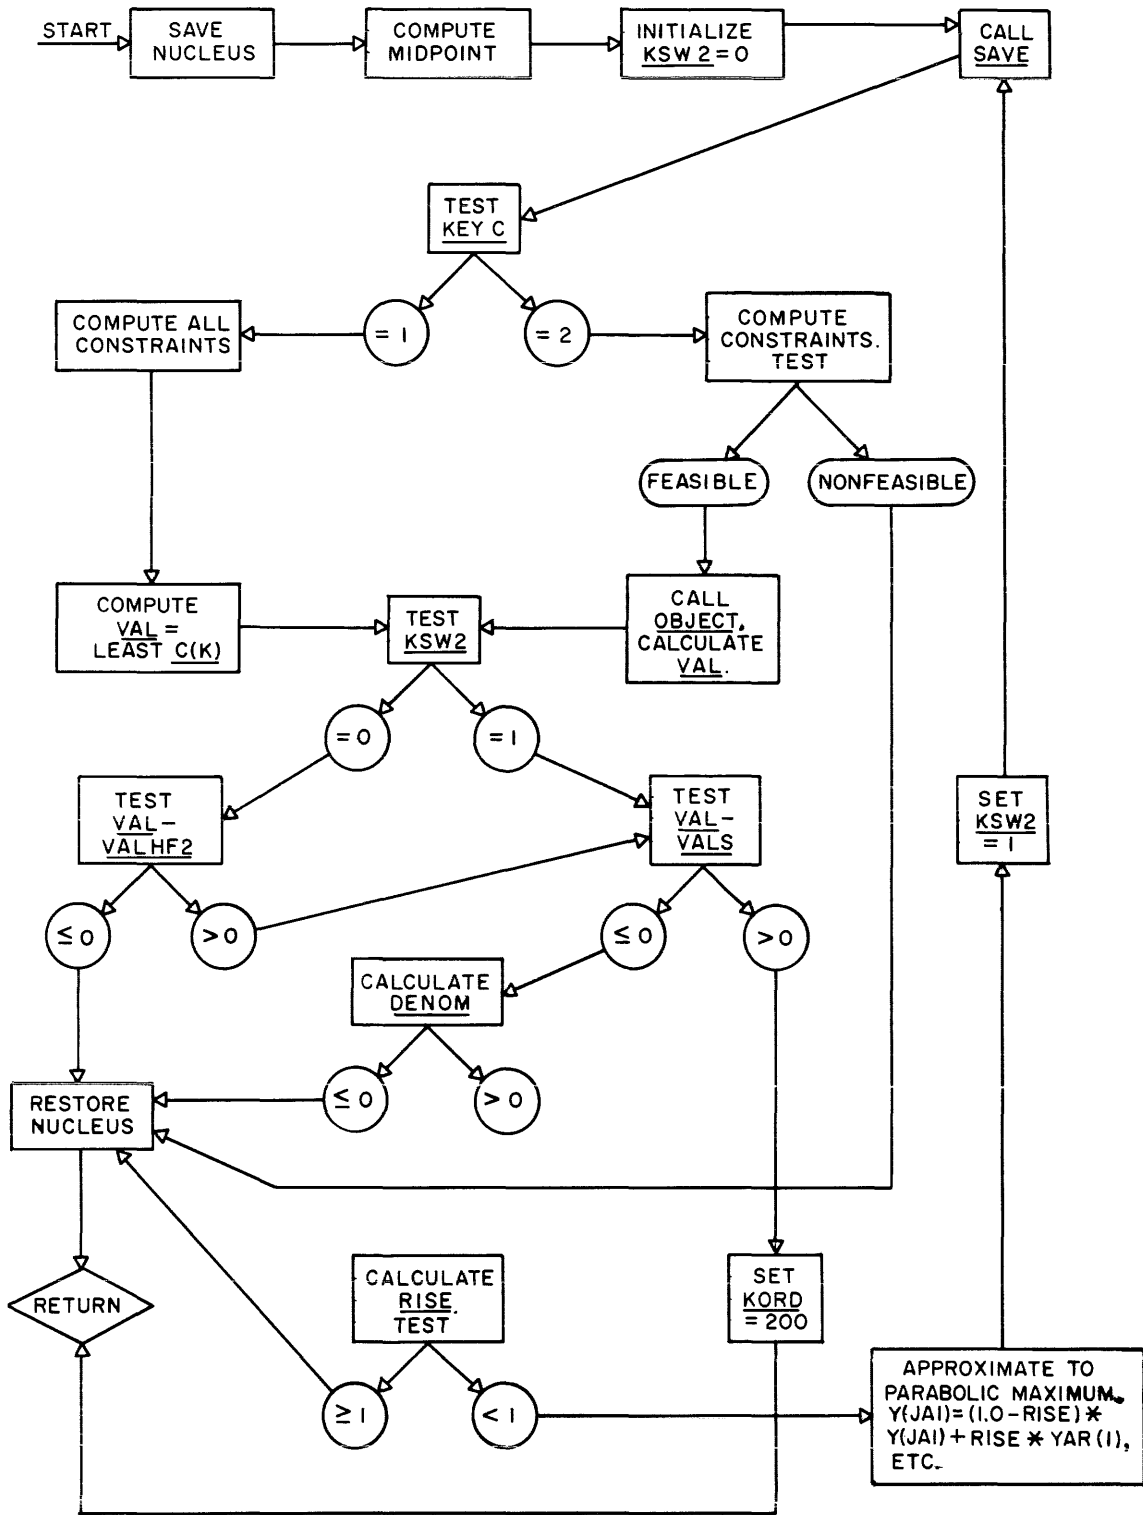 START
SAVE
NUCLEUS
COMPUTE
MIDPOINT
INITIALIZE
KSW 2 = 0
CALL
SAVE
TEST
KEY C
= 1
= 2
COMPUTE ALL
CONSTRAINTS
COMPUTE
CONSTRAINTS.
TEST
FEASIBLE
NONFEASIBLE
COMPUTE
VAL =
LEAST C(K)
TEST
KSW2
CALL
OBJECT.
CALCULATE
VAL.
= 0
= 1
TEST
VAL-
VALHF2
TEST
VAL-
VALS
SET
KSW2
= 1
≤ 0
> 0
≤ 0
> 0
CALCULATE
DENOM
≤ 0
> 0
RESTORE
NUCLEUS
RETURN
CALCULATE
RISE.
TEST
SET
KORD
= 200
≥ 1
< 1
APPROXIMATE TO
PARABOLIC MAXIMUM.
Y(JA1)=(1.0-RISE)*
Y(JA1)+RISE*YAR(1),
ETC.